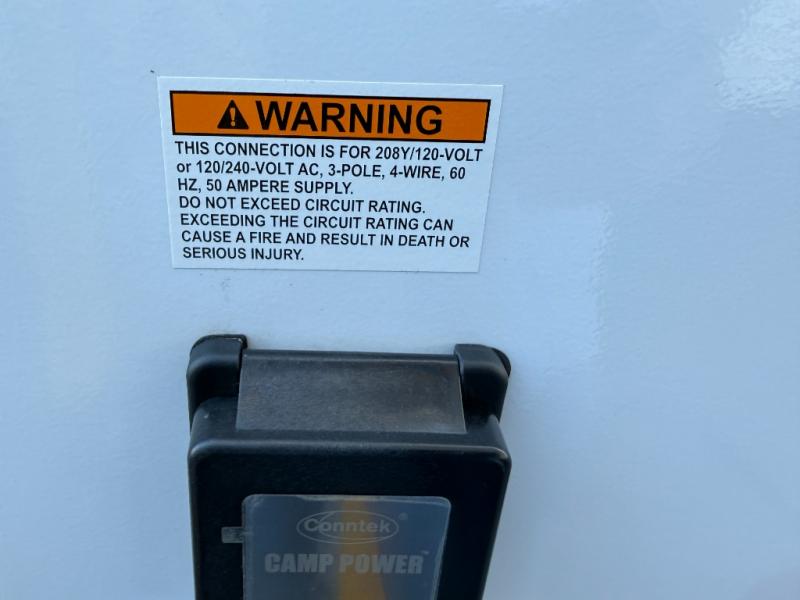 WARNING
THIS CONNECTION IS FOR 208Y/120-VOLT
or 120/240-VOLT AC, 3-POLE, 4-WIRE, 60
HZ, 50 AMPERE SUPPLY.
DO NOT EXCEED CIRCUIT RATING.
EXCEEDING THE CIRCUIT RATING CAN
CAUSE A FIRE AND RESULT IN DEATH OR
SERIOUS INJURY.
Conntek®
CAMP POWER™